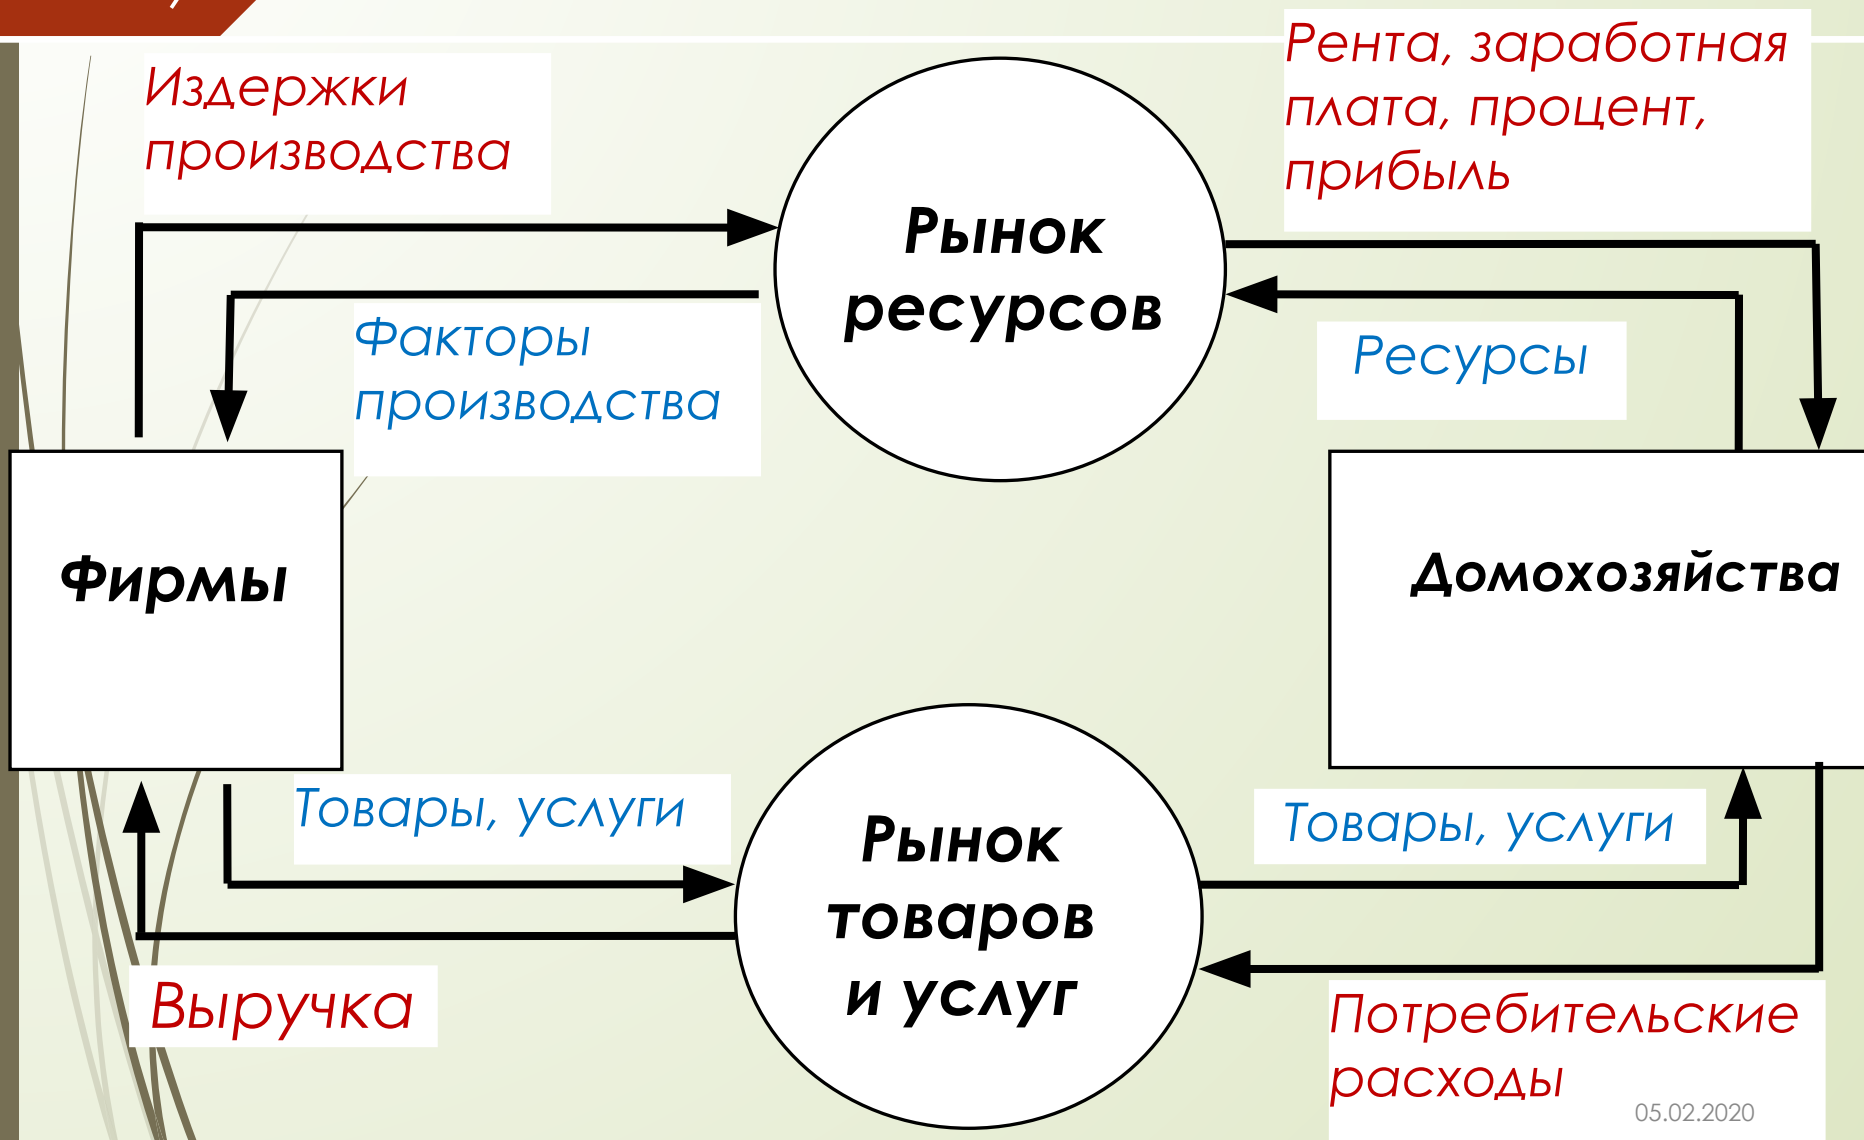 Издержки
производства
Рента, заработная
плата, процент,
прибыль
Рынок
ресурсов
Факторы
производства
Ресурсы
Фирмы
Домохозяйства
Товары, услуги
Товары, услуги
Рынок
товаров
и услуг
Выручка
Потребительские
расходы
05.02.2020